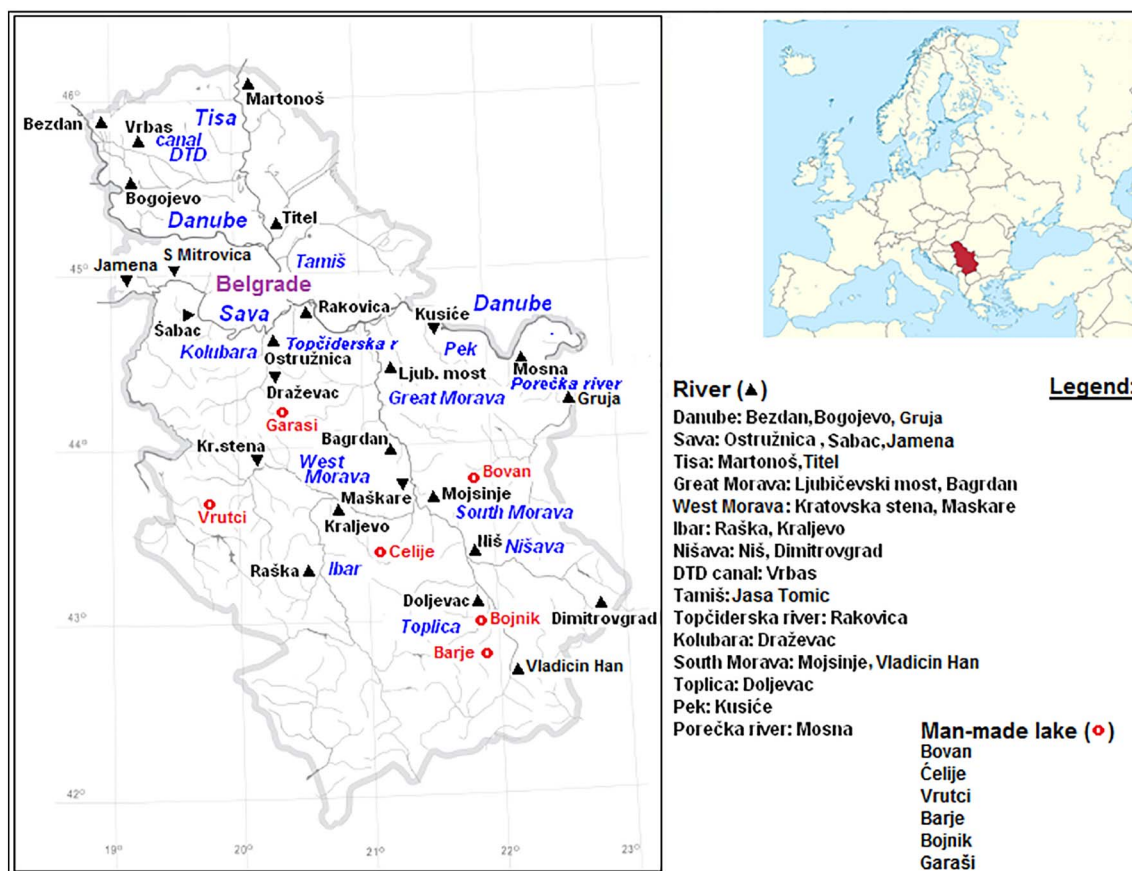 46°
Martonoš
Bezdan
Tisa
Vrbas
canal
DTD
Bogojevo
Danube
Titel
S Mitrovica
Jamena
Tamiš
45°
Belgrade
Danube
Rakovica
Kusiće
Sava
Šabac
Topčiderska r
Kolubara
Pek
Ostružnica
Mosna
Ljub. most
Porečka river
Draževac
Great Morava
Gruja
Garasi
44°
Bagrdan
Kr.stena
West
Morava
Bovan
Maškare
Mojsinje
Vrutci
Kraljevo
South Morava
Niš
Nišava
Celije
Raška
Ibar
Doljevac
Dimitrovgrad
Bojnik
43°
Toplica
Barje
Vladicin Han
42°
19°
20°
21°
22°
23°
River (▲)
Legend:
Danube: Bezdan,Bogojevo, Gruja
Sava: Ostružnica , Sabac,Jamena
Tisa: Martonoš,Titel
Great Morava: Ljubičevski most, Bagrdan
West Morava: Kratovska stena, Maskare
Ibar: Raška, Kraljevo
Nišava: Niš, Dimitrovgrad
DTD canal: Vrbas
Tamiš: Jasa Tomic
Topčiderska river: Rakovica
Kolubara: Draževac
South Morava: Mojsinje, Vladicin Han
Toplica: Doljevac
Pek: Kusiće
Porečka river: Mosna
Man-made lake (o)
Bovan
Ćelije
Vrutci
Barje
Bojnik
Garaši